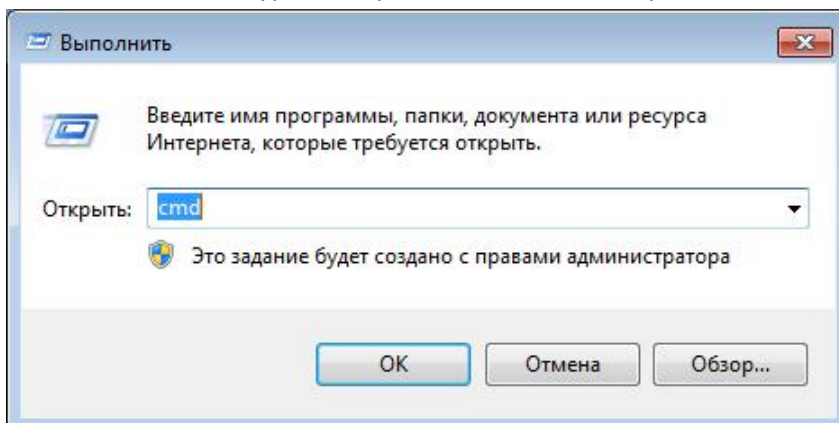 Выполнить
Введите имя программы, папки, документа или ресурса
Интернета, которые требуется открыть.
Открыть: cmd
Это задание будет создано с правами администратора
ОК Отмена Обзор...